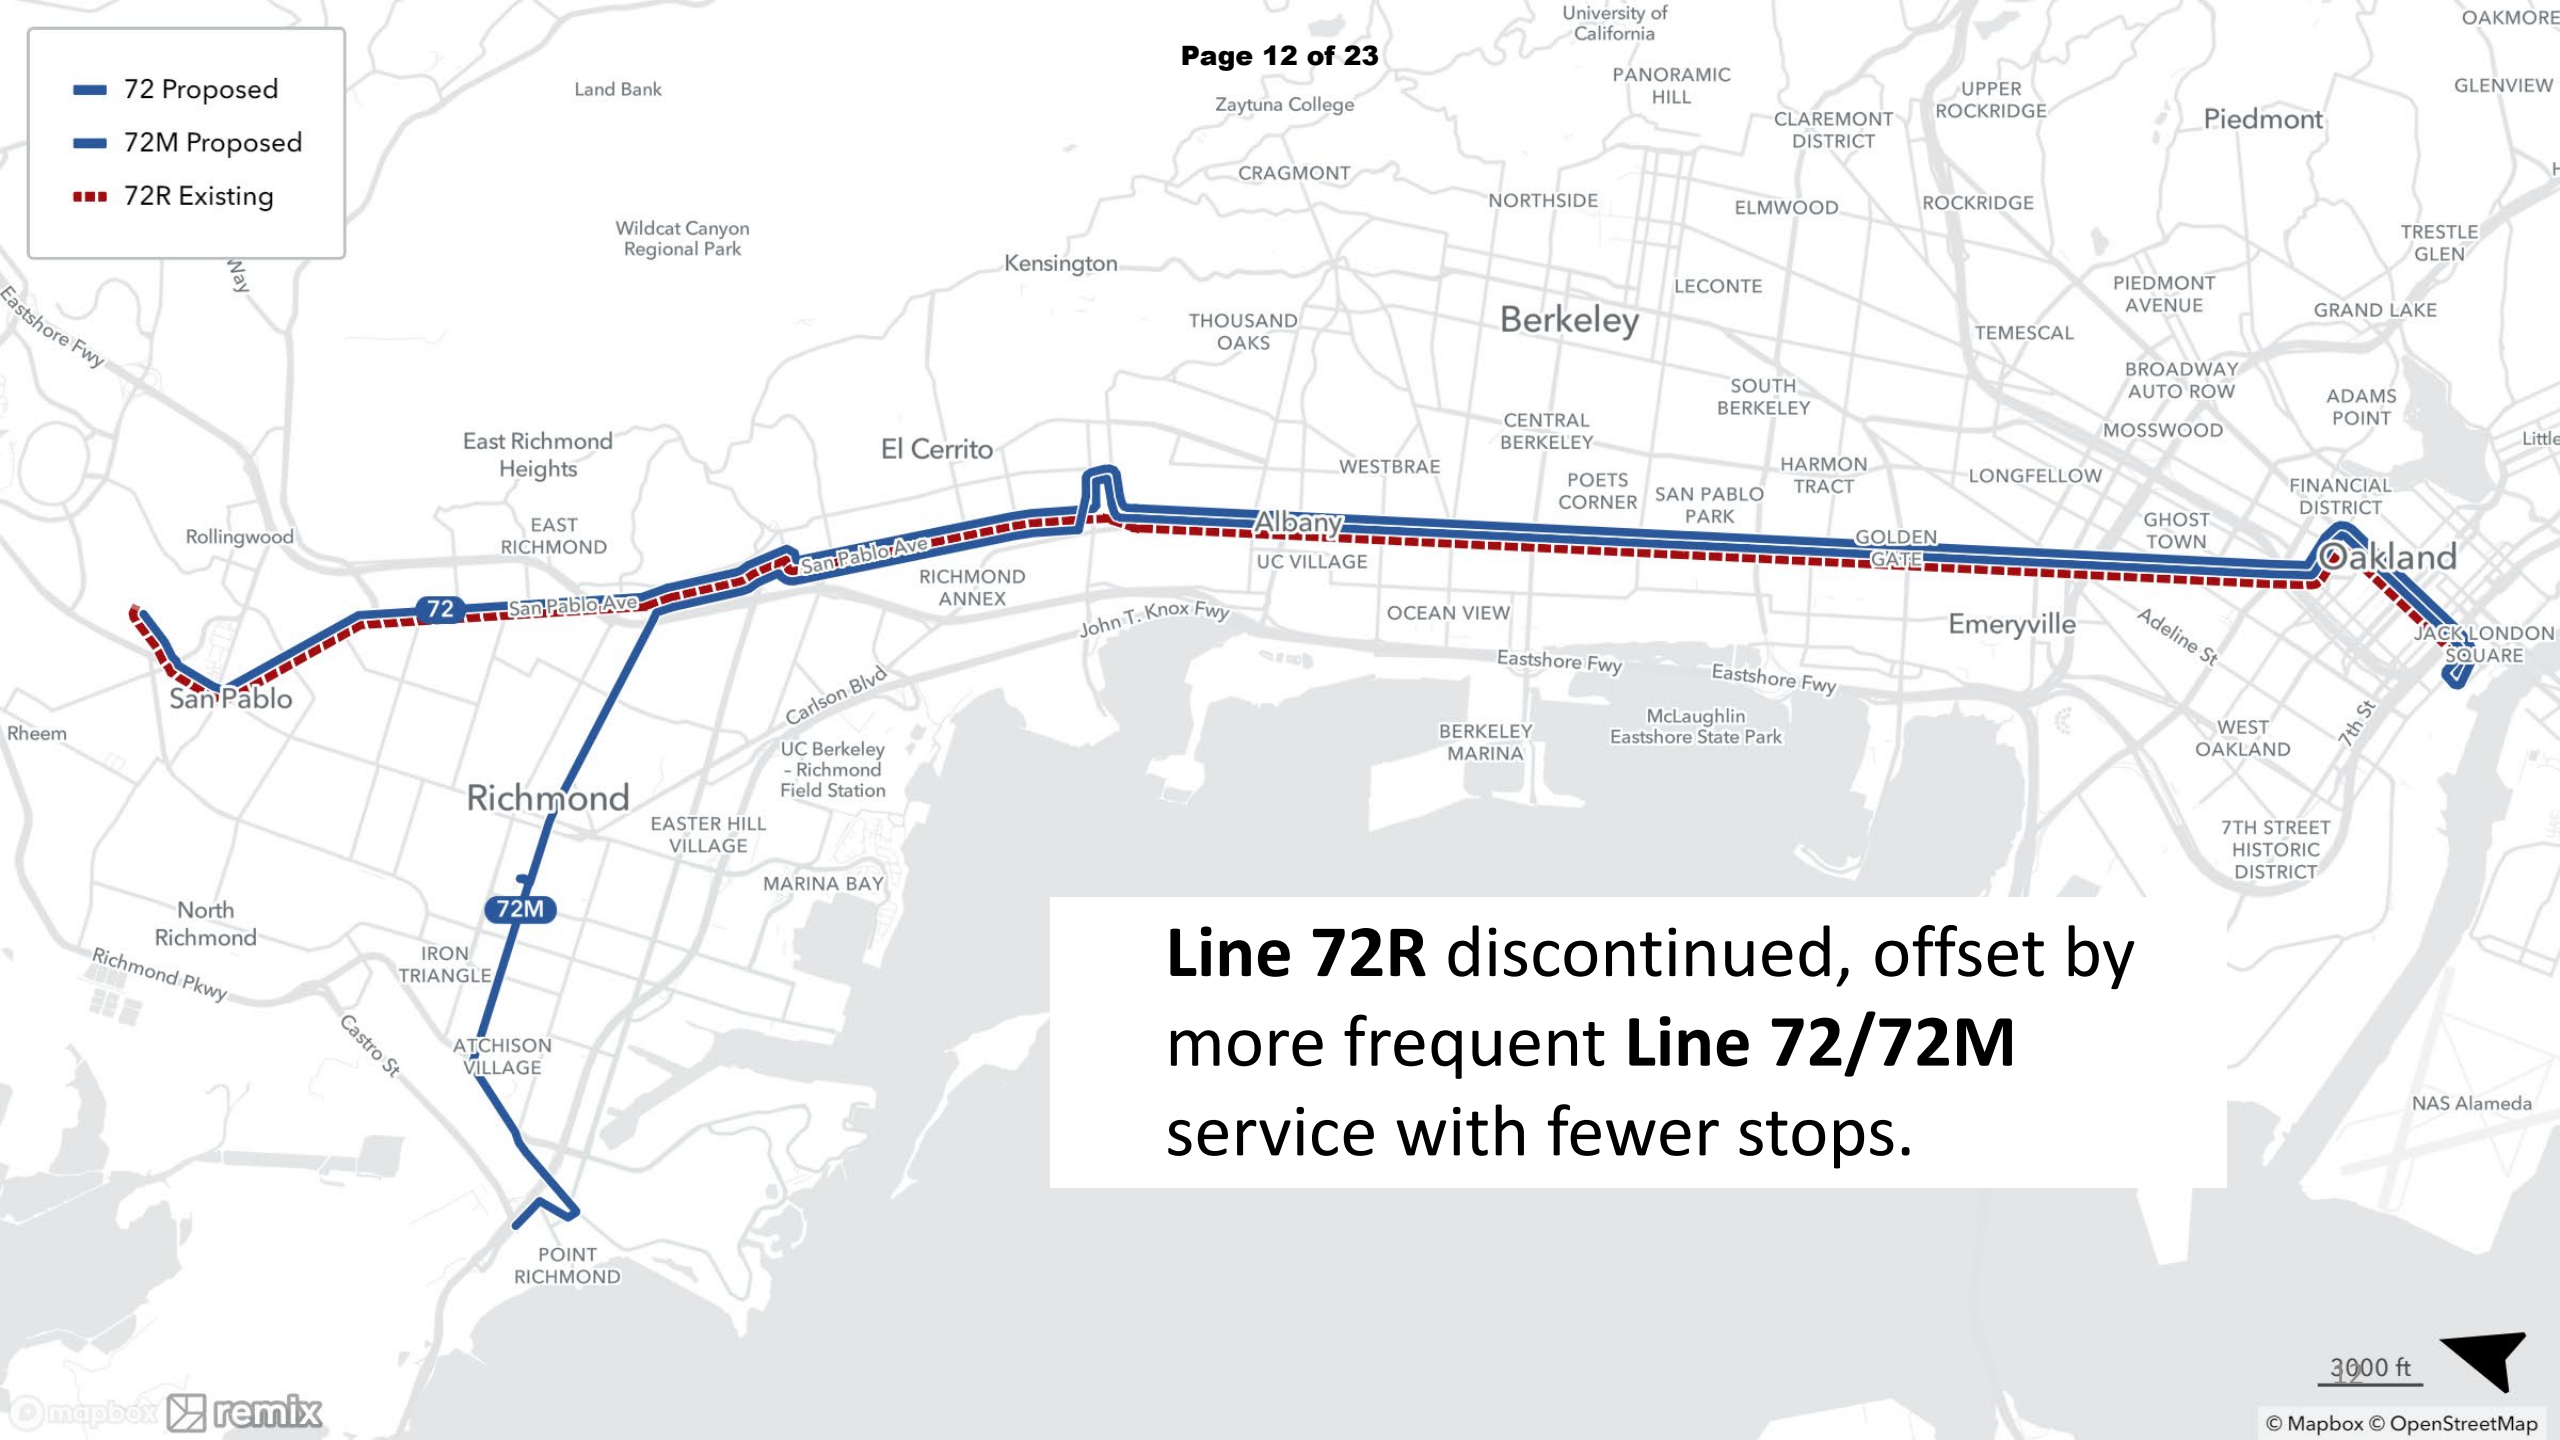 Page 12 of 23
72 Proposed
72M Proposed
72R Existing
University of
California
OAKMORE
Land Bank
PANORAMIC
HILL
UPPER
ROCKRIDGE
GLENVIEW
Zaytuna College
CLAREMONT
DISTRICT
Piedmont
CRAGMONT
NORTHSIDE
ELMWOOD
ROCKRIDGE
Wildcat Canyon
Regional Park
TRESTLE
GLEN
Way
Kensington
LECONTE
PIEDMONT
AVENUE
GRAND LAKE
Eastshore Fwy
THOUSAND
OAKS
Berkeley
TEMESCAL
BROADWAY
AUTO ROW
SOUTH
BERKELEY
ADAMS
POINT
East Richmond
Heights
El Cerrito
CENTRAL
BERKELEY
MOSSWOOD
Little
WESTBRAE
HARMON
TRACT
LONGFELLOW
POETS
CORNER
SAN PABLO
PARK
FINANCIAL
DISTRICT
Rollingwood
EAST
RICHMOND
Albany
GOLDEN
GATE
GHOST
TOWN
Oakland
San Pablo Ave
UC VILLAGE
RICHMOND
ANNEX
72
San Pablo Ave
John T. Knox Fwy
OCEAN VIEW
Emeryville
Adeline St
JACK LONDON
SQUARE
San Pablo
Eastshore Fwy
Eastshore Fwy
Carlson Blvd
Rheem
BERKELEY
MARINA
McLaughlin
Eastshore State Park
WEST
OAKLAND
7th St
UC Berkeley
– Richmond
Field Station
Richmond
EASTER HILL
VILLAGE
7TH STREET
HISTORIC
DISTRICT
MARINA BAY
72M
North
Richmond
IRON
TRIANGLE
Richmond Pkwy
Castro St
ATCHISON
VILLAGE
Line 72R discontinued, offset by
more frequent Line 72/72M
service with fewer stops.
NAS Alameda
POINT
RICHMOND
3000 ft
12
mapbox
remix
© Mapbox © OpenStreetMap